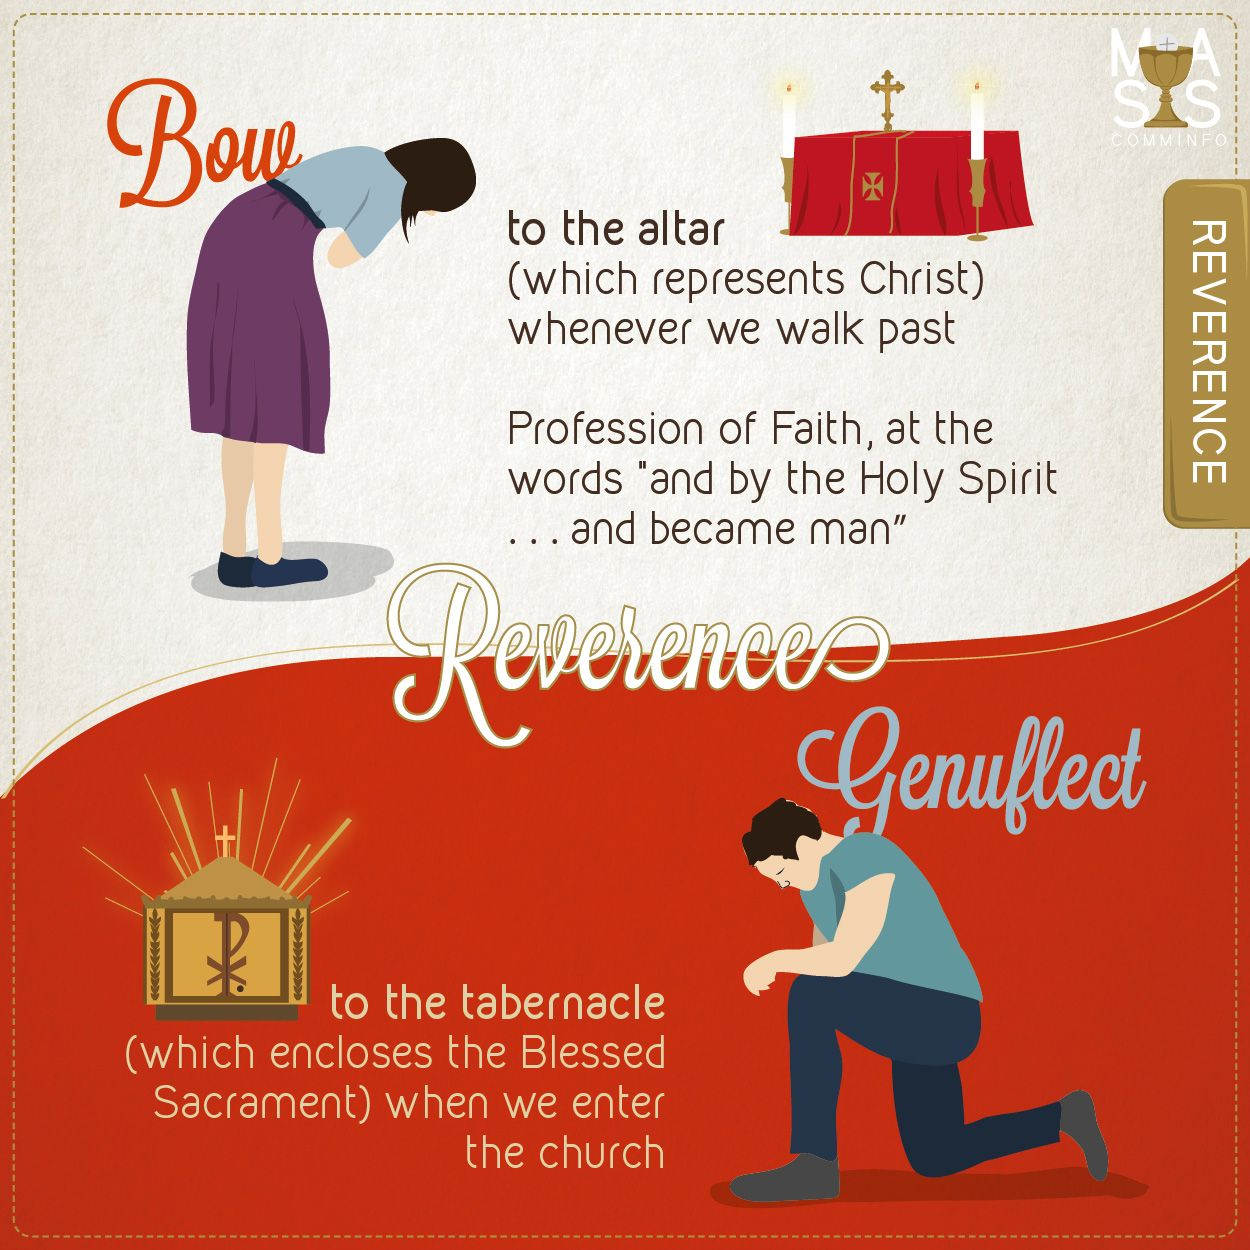 MASS
COMMINFO
REVERENCE
Bow
to the altar
(which represents Christ)
whenever we walk past
Profession of Faith, at the
words "and by the Holy Spirit
. . . and became man”
Reverence
Genuflect
to the tabernacle
(which encloses the Blessed
Sacrament) when we enter
the church